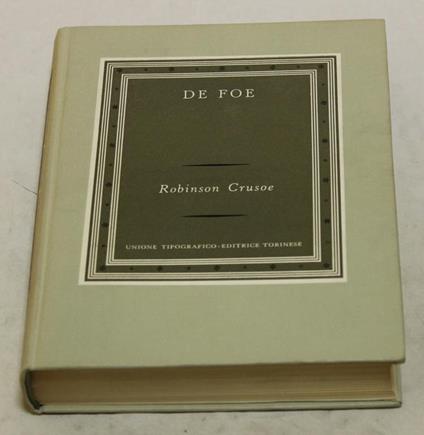 DE FOE
Robinson Crusoe
UNIONE TIPOGRAFICO-EDITRICE TORINESE